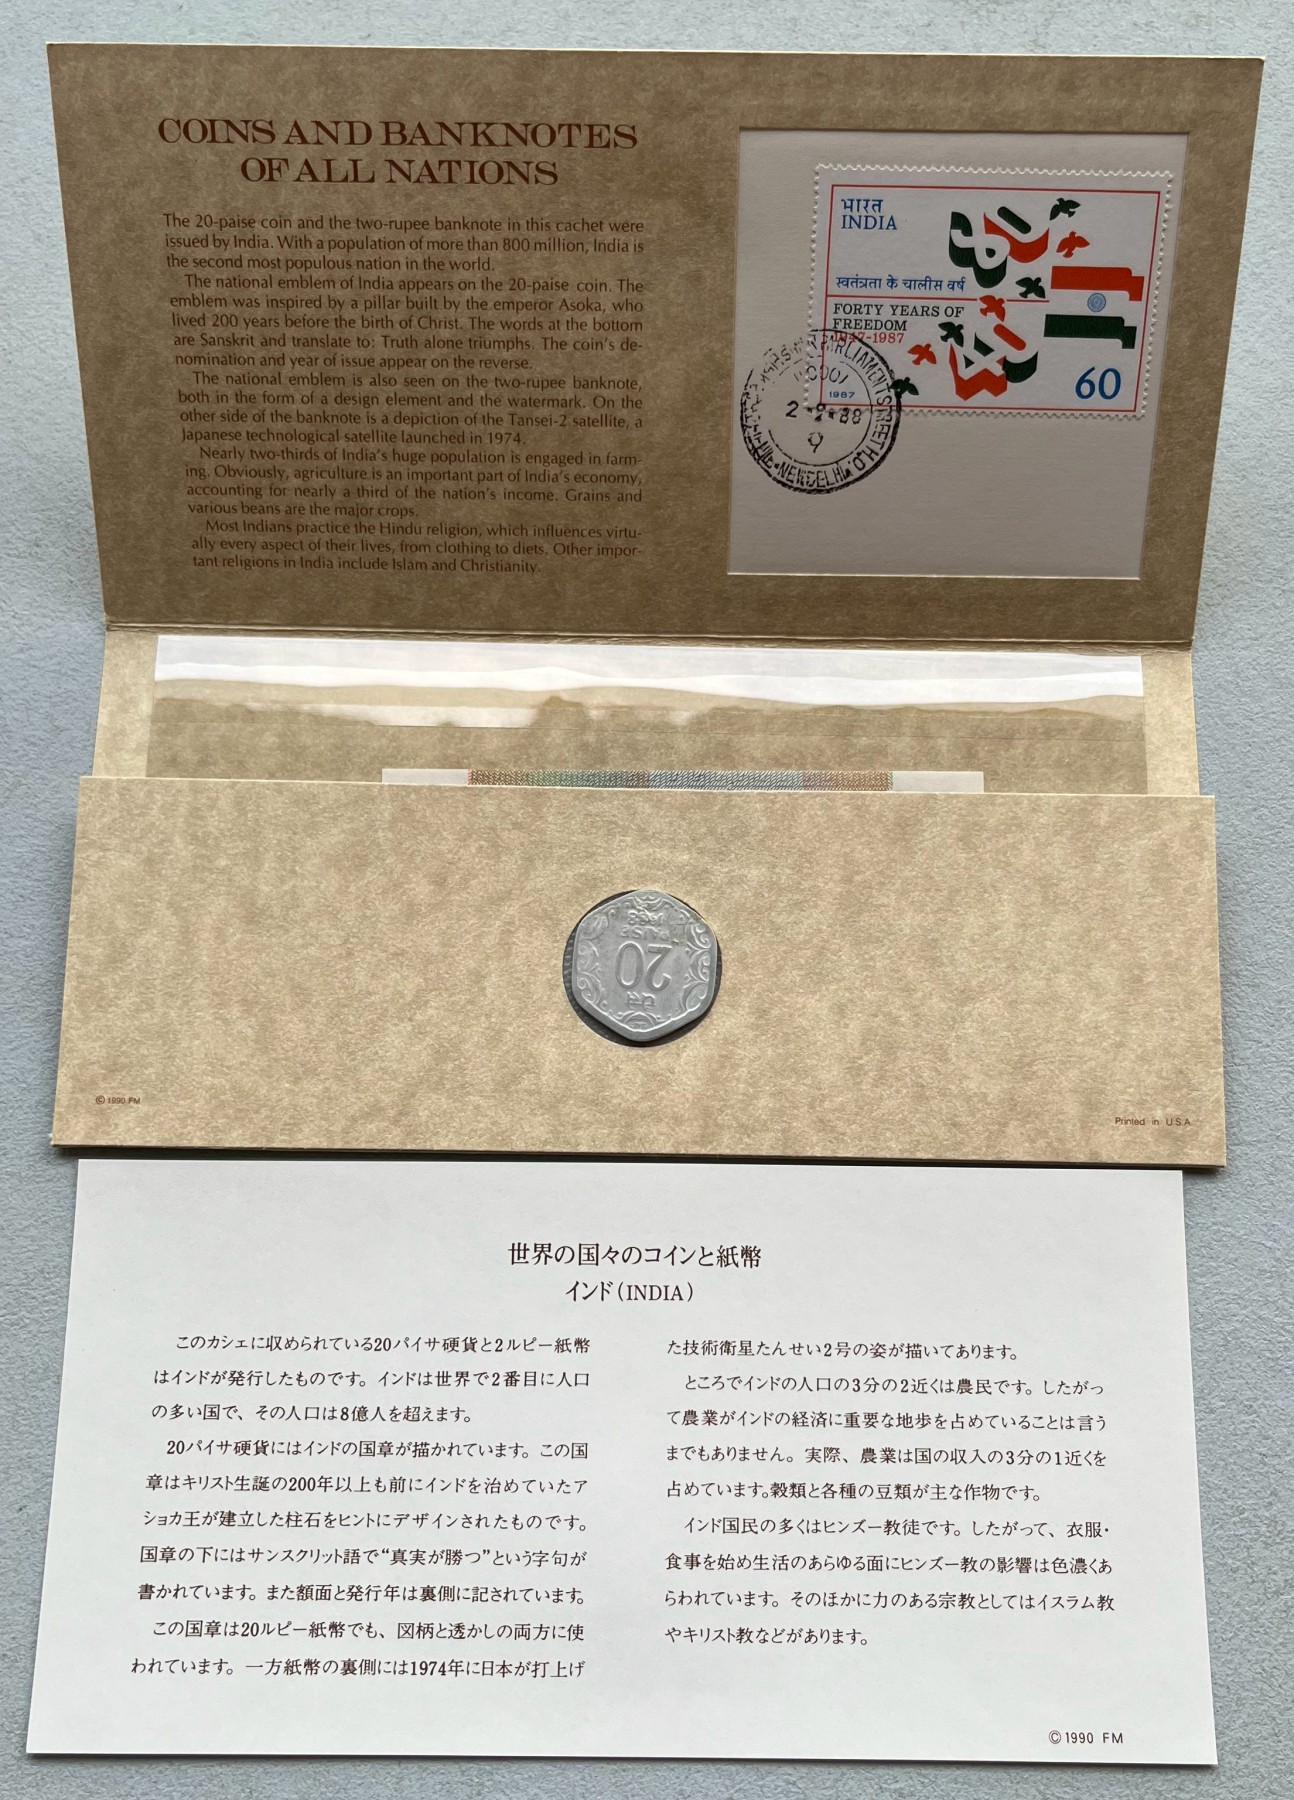 COINS AND BANKNOTES
OF ALL NATIONS
The 20-paise coin and the two-rupee banknote in this cachet were
issued by India. With a population of more than 800 million, India is
the second most populous nation in the world.
The national emblem of India appears on the 20-paise coin. The
emblem was inspired by a pillar built by the emperor Asoka, who
lived 200 years before the birth of Christ. The words at the bottom
are Sanskrit and translate to: Truth alone triumphs. The coin's de-
nomination and year of issue appear on the reverse.
The national emblem is also seen on the two-rupee banknote,
both in the form of a design element and the watermark. On the
other side of the banknote is a depiction of the Tansei-2 satellite, a
Japanese technological satellite launched in 1974.
Nearly two-thirds of India's huge population is engaged in farm-
ing. Obviously, agriculture is an important part of India's economy,
accounting for nearly a third of the nation's income. Grains and
various beans are the major crops.
Most Indians practice the Hindu religion, which influences virtu-
ally every aspect of their lives, from clothing to diets. Other impor-
tant religions in India include Islam and Christianity.
भारत
INDIA
स्वतंत्रता के चालीस वर्ष
FORTY YEARS OF
FREEDOM
1947-1987
1987
60
PARLIAMENT STREET H.O.
NEW DELHI
पैसे
20
PAISE
1988
© 1990 FM
Printed in U.S.A.
世界の国々のコインと紙幣
インド(INDIA)
このカシェに収められている20パイサ硬貨と2ルピー紙幣
はインドが発行したものです。インドは世界で2番目に人口
の多い国で、その人口は8億人を超えます。
20パイサ硬貨にはインドの国章が描かれています。この国
章はキリスト生誕の200年以上も前にインドを治めていたア
ショカ王が建立した柱石をヒントにデザインされたものです。
国章の下にはサンスクリット語で“真実が勝つ”という字句が
書かれています。また額面と発行年は裏側に記されています。
この国章は20ルピー紙幣でも、図柄と透かしの両方に使
われています。一方紙幣の裏側には1974年に日本が打上げ
た技術衛星たんせい2号の姿が描いてあります。
ところでインドの人口の3分の2近くは農民です。したがっ
て農業がインドの経済に重要な地歩を占めていることは言う
までもありません。実際、農業は国の収入の3分の1近くを
占めています。穀類と各種の豆類が主な作物です。
インド国民の多くはヒンズー教徒です。したがって、衣服・
食事を始め生活のあらゆる面にヒンズー教の影響は色濃くあ
らわれています。そのほかに力のある宗教としてはイスラム教
やキリスト教などがあります。
© 1990 FM